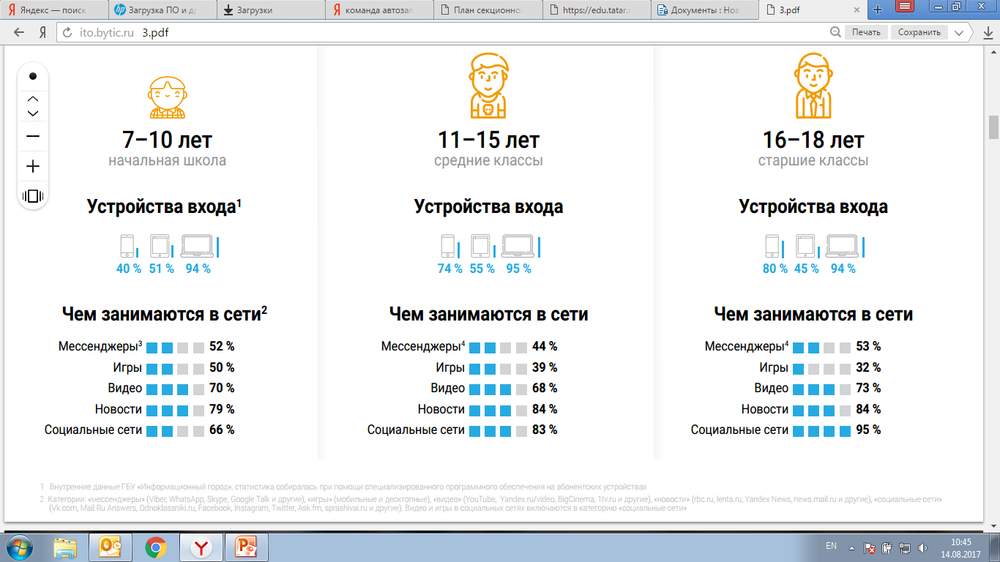 Яндекс — поиск
Загрузка ПО и др
Загрузки
команда автозап
План секционног
https://edu.tatar.r
Документы : Нов
3.pdf
ito.bytic.ru 3.pdf
Печать
Сохранить
7–10 лет
начальная школа
Устройства входа¹
40 % 51 % 94 %
Чем занимаются в сети²
Мессенджеры³ 52 %
Игры 50 %
Видео 70 %
Новости 79 %
Социальные сети 66 %
11–15 лет
средние классы
Устройства входа
74 % 55 % 95 %
Чем занимаются в сети
Мессенджеры⁴ 44 %
Игры 39 %
Видео 68 %
Новости 84 %
Социальные сети 83 %
16–18 лет
старшие классы
Устройства входа
80 % 45 % 94 %
Чем занимаются в сети
Мессенджеры⁴ 53 %
Игры 32 %
Видео 73 %
Новости 84 %
Социальные сети 95 %
1 Внутренние данные ГБУ «Информационный город», статистика собиралась при помощи специализированного программного обеспечения на абонентских устройствах
2 Категории: «мессенджеры» (Viber, WhatsApp, Skype, Google Talk и другие), «игры» (мобильные и десктопные), «видео» (YouTube, Yandex.ru/video, BigCinema, 1tv.ru и другие), «новости» (rbc.ru, lenta.ru, Yandex News, news.mail.ru и другие), «социальные сети»
(Vk.com, Mail.Ru Answers, Odnoklassniki.ru, Facebook, Instagram, Twitter, Ask.fm, sprashivai.ru и другие). Видео и игры в социальных сетях включаются в категорию «социальные сети»
EN
10:45
14.08.2017